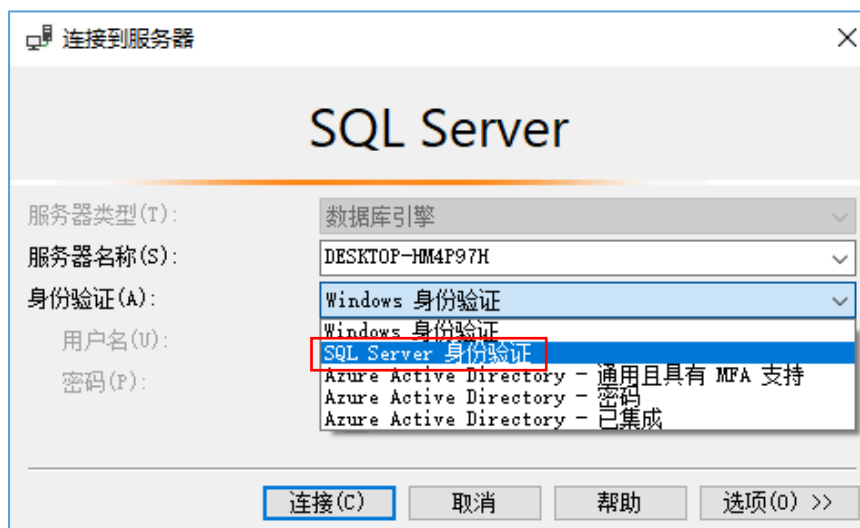 连接到服务器
SQL Server
服务器类型(T): 数据库引擎
服务器名称(S): DESKTOP-HM4P97H
身份验证(A): Windows 身份验证
Windows 身份验证
用户名(U):
SQL Server 身份验证
密码(P):
Azure Active Directory - 通用且具有 MFA 支持
Azure Active Directory - 密码
Azure Active Directory - 已集成
连接(C) 取消 帮助 选项(O) >>